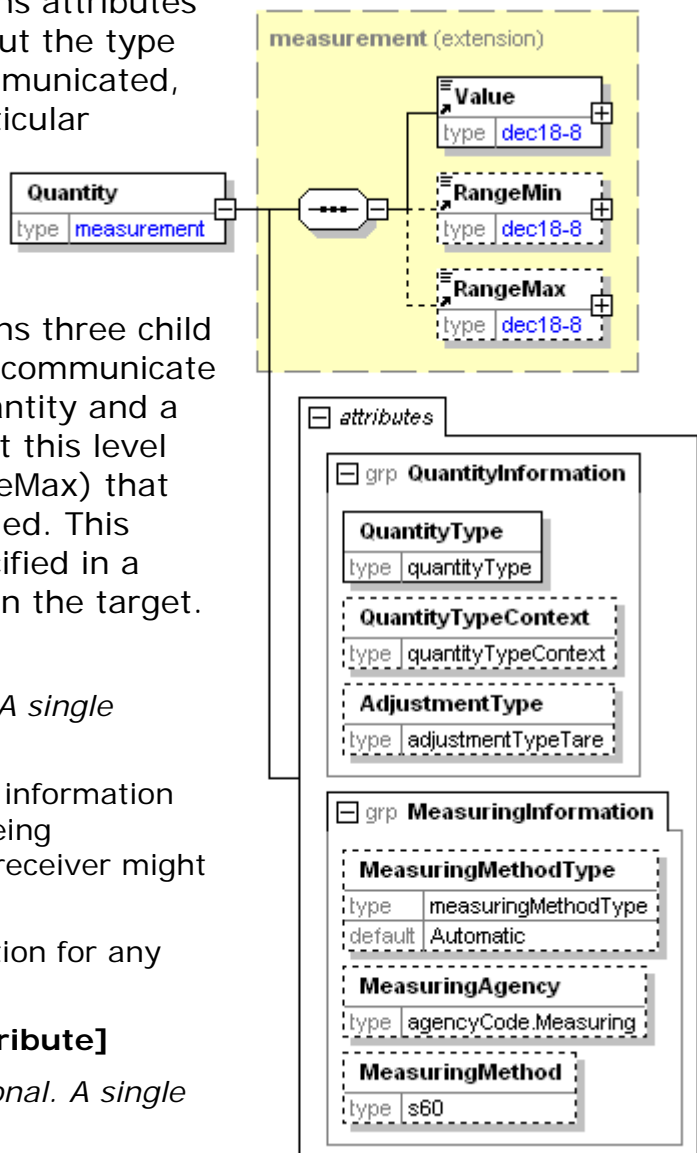 ns attributes
ut the type
municated,
ticular
measurement (extension)
Value
type dec18-8
RangeMin
type dec18-8
RangeMax
type dec18-8
Quantity
type measurement
ns three child
communicate
antity and a
t this level
eMax) that
ed. This
ified in a
n the target.
A single
information
eing
receiver might
tion for any
ribute]
onal. A single
attributes
grp QuantityInformation
QuantityType
type quantityType
QuantityTypeContext
type quantityTypeContext
AdjustmentType
type adjustmentTypeTare
grp MeasuringInformation
MeasuringMethodType
type measuringMethodType
default Automatic
MeasuringAgency
type agencyCode.Measuring
MeasuringMethod
type s60